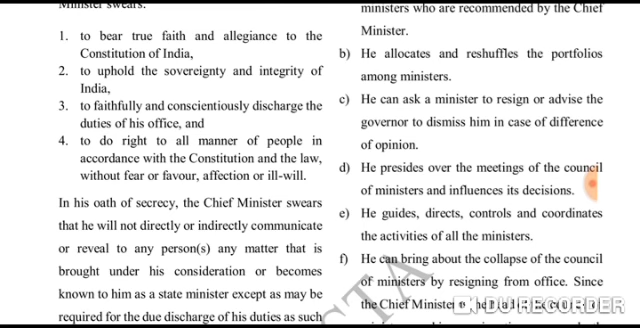 Minister swears:
1. to bear true faith and allegiance to the
Constitution of India,
2. to uphold the sovereignty and integrity of
India,
3. to faithfully and conscientiously discharge the
duties of his office, and
4. to do right to all manner of people in
accordance with the Constitution and the law,
without fear or favour, affection or ill-will.
In his oath of secrecy, the Chief Minister swears
that he will not directly or indirectly communicate
or reveal to any person(s) any matter that is
brought under his consideration or becomes
known to him as a state minister except as may be
required for the due discharge of his duties as such
ministers who are recommended by the Chief
Minister.
b) He allocates and reshuffles the portfolios
among ministers.
c) He can ask a minister to resign or advise the
governor to dismiss him in case of difference
of opinion.
d) He presides over the meetings of the council
of ministers and influences its decisions.
e) He guides, directs, controls and coordinates
the activities of all the ministers.
f) He can bring about the collapse of the council
of ministers by resigning from office. Since
the Chief Minister
DU RECORDER